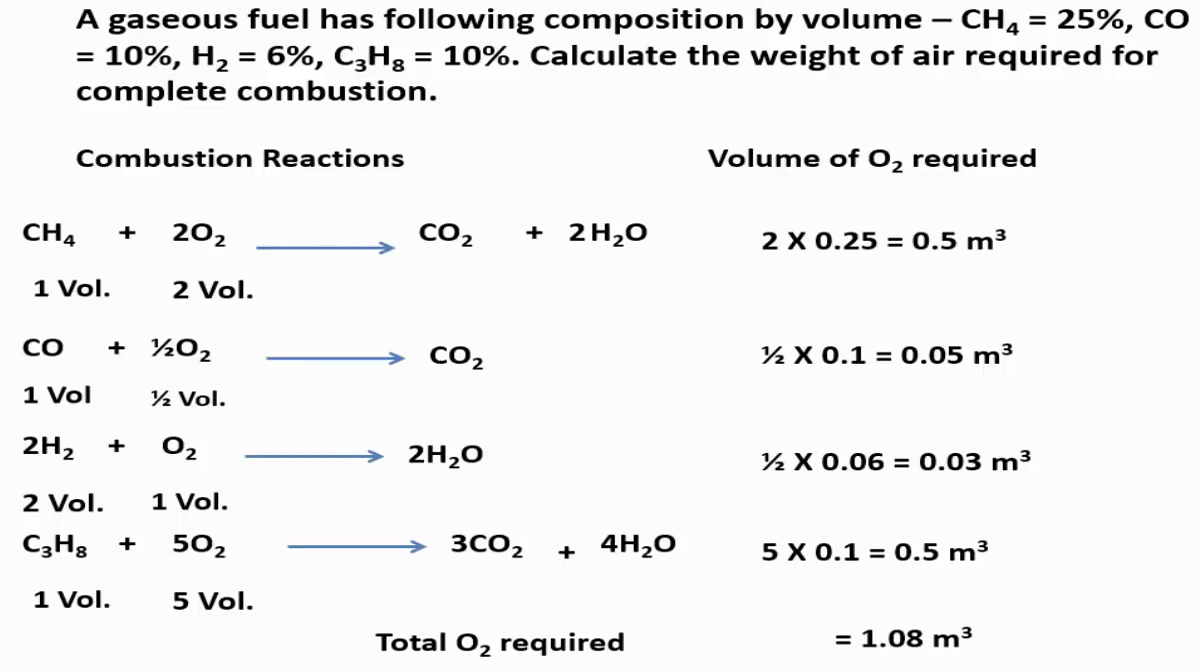 A gaseous fuel has following composition by volume – CH₄ = 25%, CO
= 10%, H₂ = 6%, C₃H₈ = 10%. Calculate the weight of air required for
complete combustion.
Combustion Reactions Volume of O₂ required
CH₄ + 2O₂ → CO₂ + 2H₂O 2 X 0.25 = 0.5 m³
1 Vol. 2 Vol.
CO + ½O₂ → CO₂ ½ X 0.1 = 0.05 m³
1 Vol ½ Vol.
2H₂ + O₂ → 2H₂O ½ X 0.06 = 0.03 m³
2 Vol. 1 Vol.
C₃H₈ + 5O₂ → 3CO₂ + 4H₂O 5 X 0.1 = 0.5 m³
1 Vol. 5 Vol.
Total O₂ required = 1.08 m³